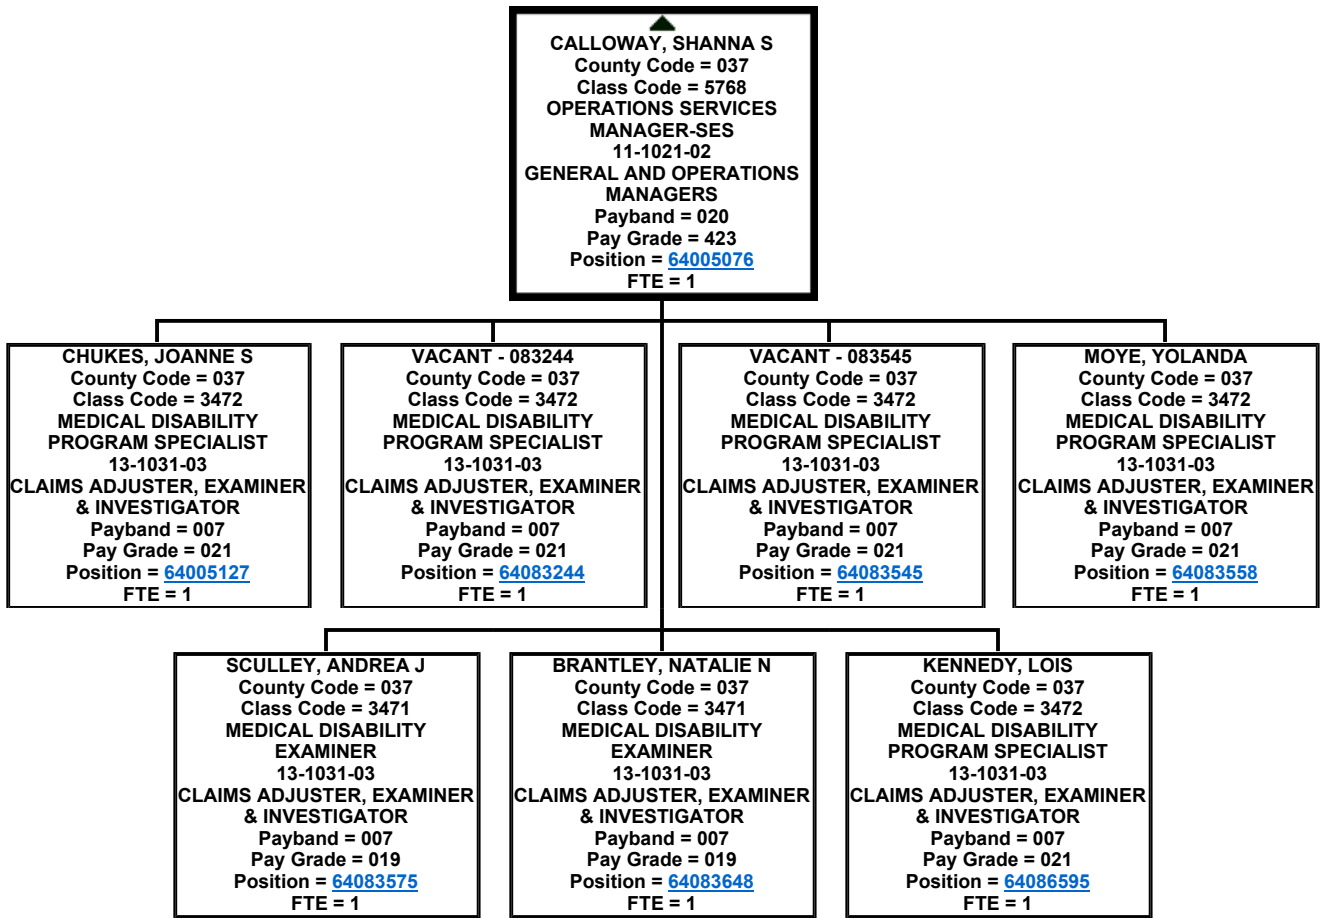 CALLOWAY, SHANNA S
County Code = 037
Class Code = 5768
OPERATIONS SERVICES
MANAGER-SES
11-1021-02
GENERAL AND OPERATIONS
MANAGERS
Payband = 020
Pay Grade = 423
Position = 64005076
FTE = 1
CHUKES, JOANNE S
County Code = 037
Class Code = 3472
MEDICAL DISABILITY
PROGRAM SPECIALIST
13-1031-03
CLAIMS ADJUSTER, EXAMINER
& INVESTIGATOR
Payband = 007
Pay Grade = 021
Position = 64005127
FTE = 1
VACANT - 083244
County Code = 037
Class Code = 3472
MEDICAL DISABILITY
PROGRAM SPECIALIST
13-1031-03
CLAIMS ADJUSTER, EXAMINER
& INVESTIGATOR
Payband = 007
Pay Grade = 021
Position = 64083244
FTE = 1
VACANT - 083545
County Code = 037
Class Code = 3472
MEDICAL DISABILITY
PROGRAM SPECIALIST
13-1031-03
CLAIMS ADJUSTER, EXAMINER
& INVESTIGATOR
Payband = 007
Pay Grade = 021
Position = 64083545
FTE = 1
MOYE, YOLANDA
County Code = 037
Class Code = 3472
MEDICAL DISABILITY
PROGRAM SPECIALIST
13-1031-03
CLAIMS ADJUSTER, EXAMINER
& INVESTIGATOR
Payband = 007
Pay Grade = 021
Position = 64083558
FTE = 1
SCULLEY, ANDREA J
County Code = 037
Class Code = 3471
MEDICAL DISABILITY
EXAMINER
13-1031-03
CLAIMS ADJUSTER, EXAMINER
& INVESTIGATOR
Payband = 007
Pay Grade = 019
Position = 64083575
FTE = 1
BRANTLEY, NATALIE N
County Code = 037
Class Code = 3471
MEDICAL DISABILITY
EXAMINER
13-1031-03
CLAIMS ADJUSTER, EXAMINER
& INVESTIGATOR
Payband = 007
Pay Grade = 019
Position = 64083648
FTE = 1
KENNEDY, LOIS
County Code = 037
Class Code = 3472
MEDICAL DISABILITY
PROGRAM SPECIALIST
13-1031-03
CLAIMS ADJUSTER, EXAMINER
& INVESTIGATOR
Payband = 007
Pay Grade = 021
Position = 64086595
FTE = 1